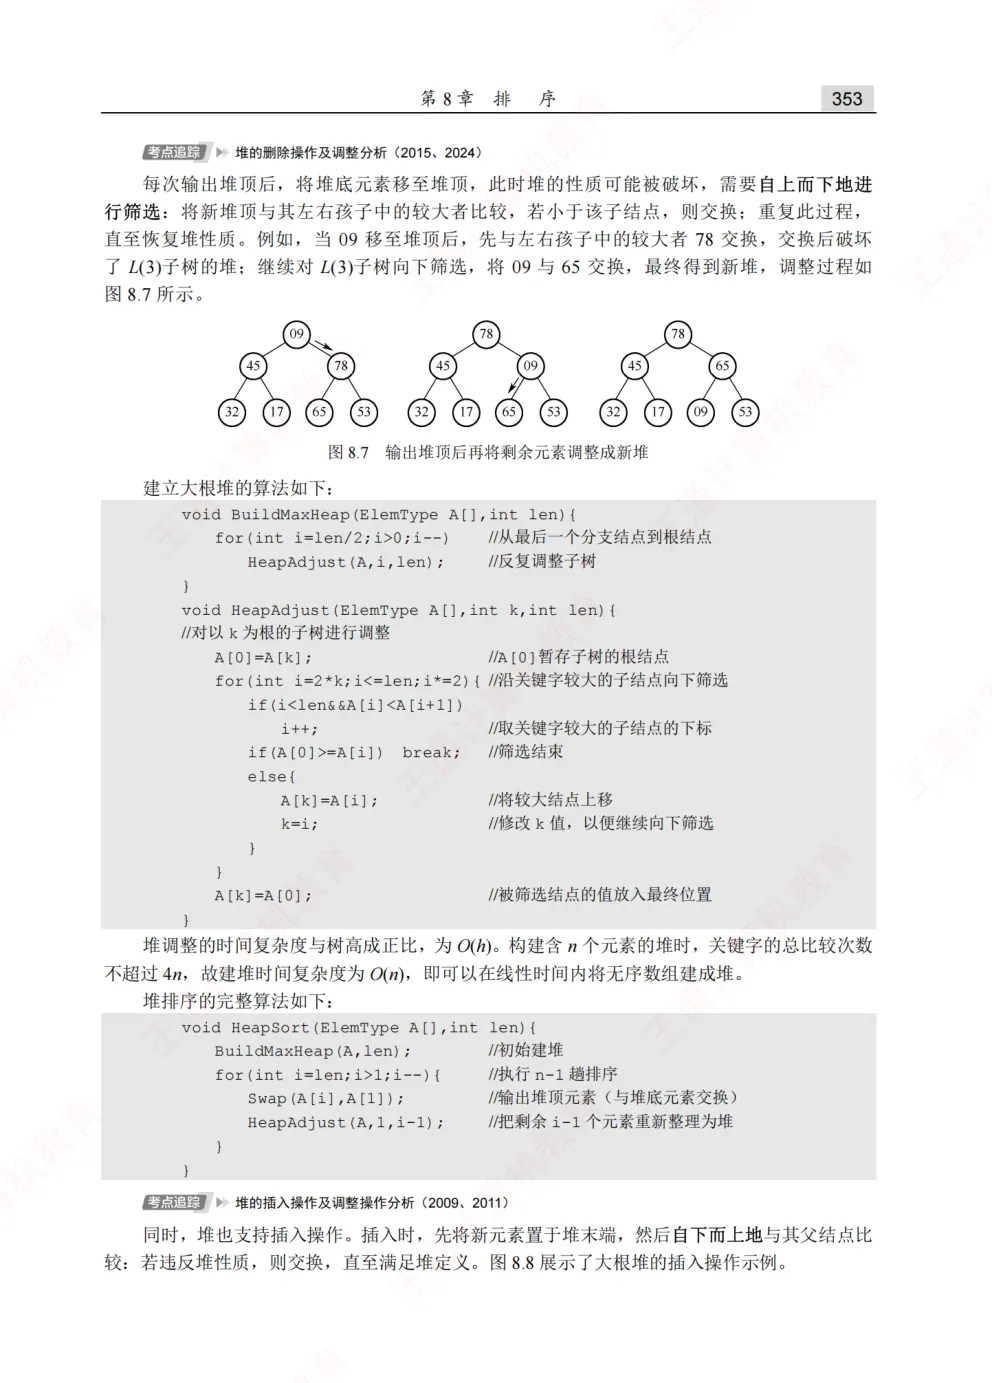 第 8 章 排 序 353
考点追踪 堆的删除操作及调整分析（2015、2024）
每次输出堆顶后，将堆底元素移至堆顶，此时堆的性质可能被破坏，需要自上而下地进
行筛选：将新堆顶与其左右孩子中的较大者比较，若小于该子结点，则交换；重复此过程，
直至恢复堆性质。例如，当 09 移至堆顶后，先与左右孩子中的较大者 78 交换，交换后破坏
了 L(3)子树的堆；继续对 L(3)子树向下筛选，将 09 与 65 交换，最终得到新堆，调整过程如
图 8.7 所示。
09 78 78
45 78 45 09 45 65
32 17 65 53 32 17 65 53 32 17 09 53
图 8.7 输出堆顶后再将剩余元素调整成新堆
建立大根堆的算法如下：
void BuildMaxHeap(ElemType A[],int len){
for(int i=len/2;i>0;i--) //从最后一个分支结点到根结点
HeapAdjust(A,i,len); //反复调整子树
}
void HeapAdjust(ElemType A[],int k,int len){
//对以 k 为根的子树进行调整
A[0]=A[k]; //A[0]暂存子树的根结点
for(int i=2*k;i<=len;i*=2){ //沿关键字较大的子结点向下筛选
if(i<len&&A[i]<A[i+1])
i++; //取关键字较大的子结点的下标
if(A[0]>=A[i]) break; //筛选结束
else{
A[k]=A[i]; //将较大结点上移
k=i; //修改 k 值，以便继续向下筛选
}
}
A[k]=A[0]; //被筛选结点的值放入最终位置
}
堆调整的时间复杂度与树高成正比，为 O(h)。构建含 n 个元素的堆时，关键字的总比较次数
不超过 4n，故建堆时间复杂度为 O(n)，即可以在线性时间内将无序数组建成堆。
堆排序的完整算法如下：
void HeapSort(ElemType A[],int len){
BuildMaxHeap(A,len); //初始建堆
for(int i=len;i>1;i--){ //执行 n-1 趟排序
Swap(A[i],A[1]); //输出堆顶元素（与堆底元素交换）
HeapAdjust(A,1,i-1); //把剩余 i-1 个元素重新整理为堆
}
}
考点追踪 堆的插入操作及调整操作分析（2009、2011）
同时，堆也支持插入操作。插入时，先将新元素置于堆末端，然后自下而上地与其父结点比
较：若违反堆性质，则交换，直至满足堆定义。图 8.8 展示了大根堆的插入操作示例。